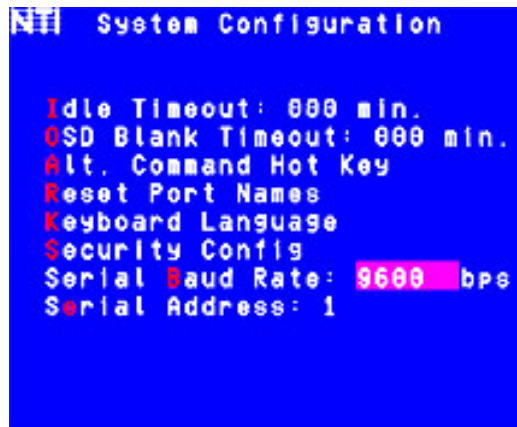 NTI System Configuration
Idle Timeout: 000 min.
OSD Blank Timeout: 000 min.
Alt. Command Hot Key
Reset Port Names
Keyboard Language
Security Config
Serial Baud Rate: 9600 bps
Serial Address: 1